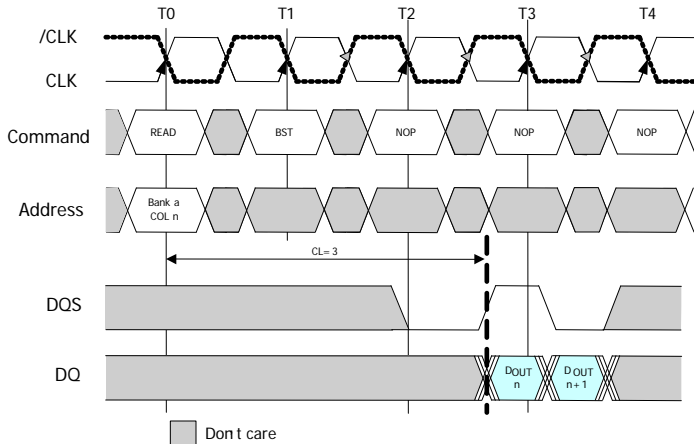 T0 T1 T2 T3 T4
/CLK
CLK
Command READ BST NOP NOP NOP
Address Bank a
COL n
CL= 3
DQS
DQ DOUT DOUT
n n+1
Don't care